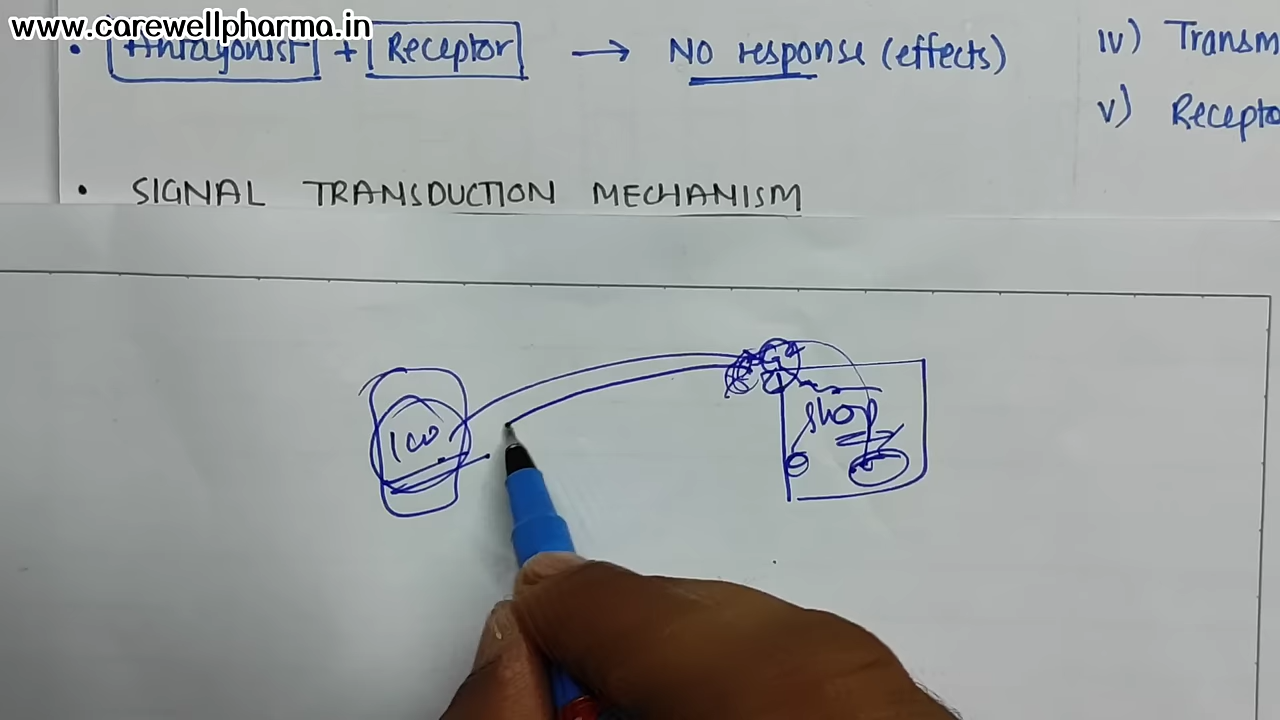 www.carewellpharma.in
• Antagonist + Receptor → No response (effects)
iv) Transm
v) Recepto
• SIGNAL TRANSDUCTION MECHANISM
100
shop